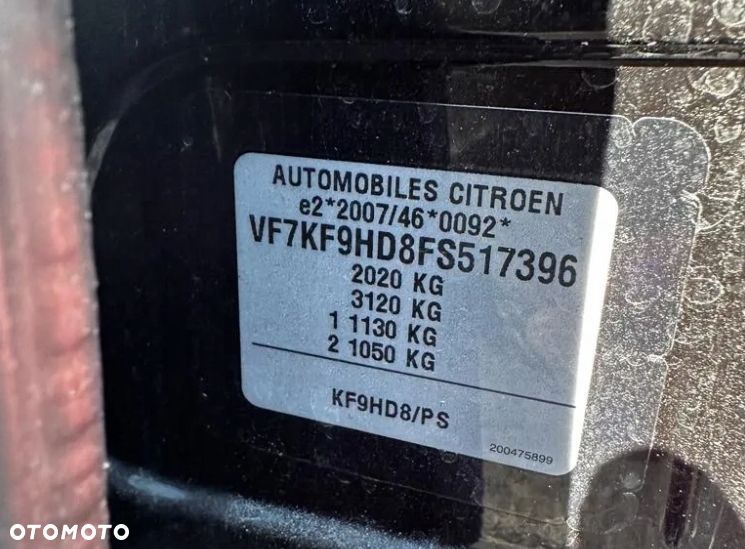 AUTOMOBILES CITROEN
e2*2007/46*0092*
VF7KF9HD8FS517396
2020 KG
3120 KG
1 1130 KG
2 1050 KG
KF9HD8/PS
200475899
OTOMOTO